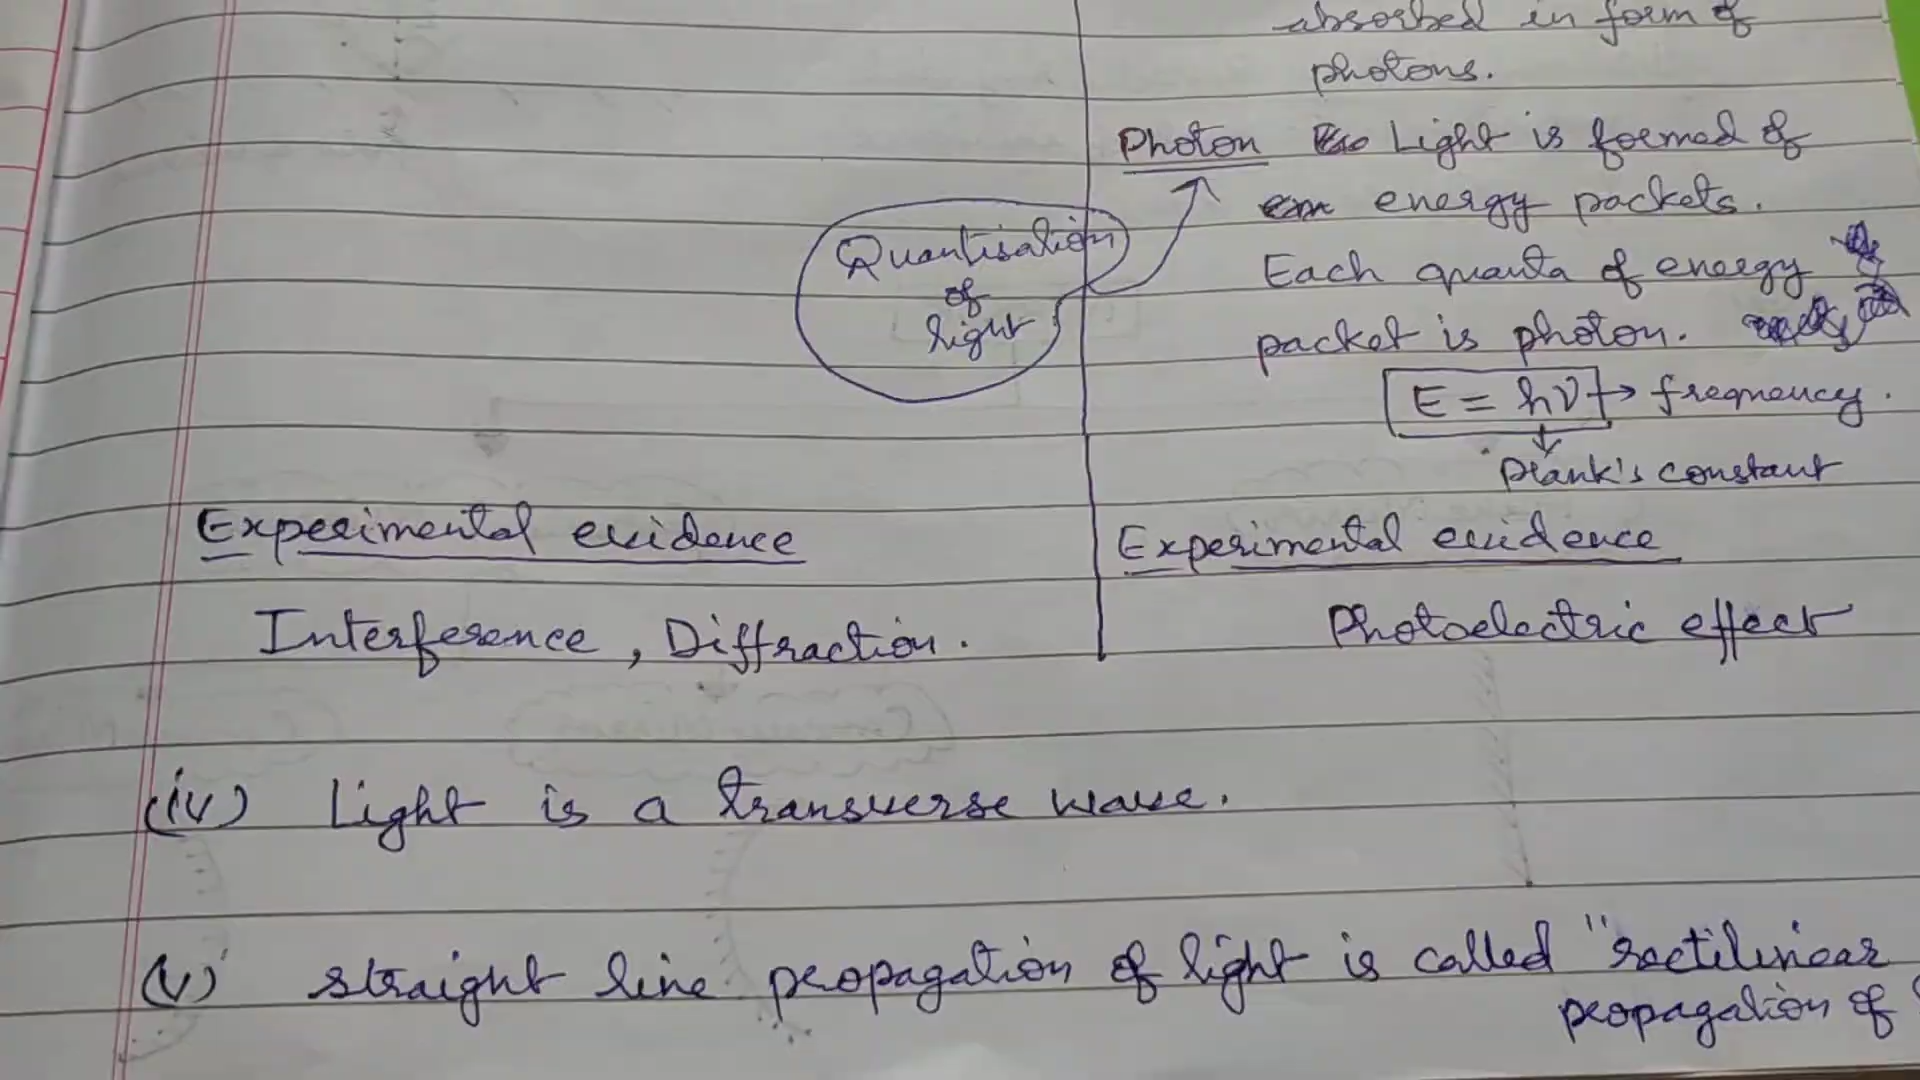 absorbed in form of
photons.
Photon Light is formed of
energy packets.
Quantisation
of
light
Each quanta of energy
packet is photon.
E = hν → frequency.
Plank's constant
Experimental evidence
Interference, Diffraction.
Experimental evidence
Photoelectric effect
(iv) Light is a transverse wave.
(v) straight line propagation of light is called "rectilinear
propagation of